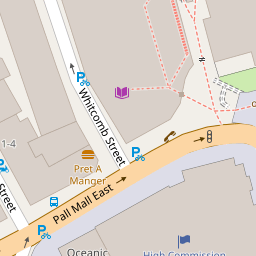 Whitcomb Street
1-4
Pret A
Manger
Pall Mall East
Street
Oceanic
High Commission